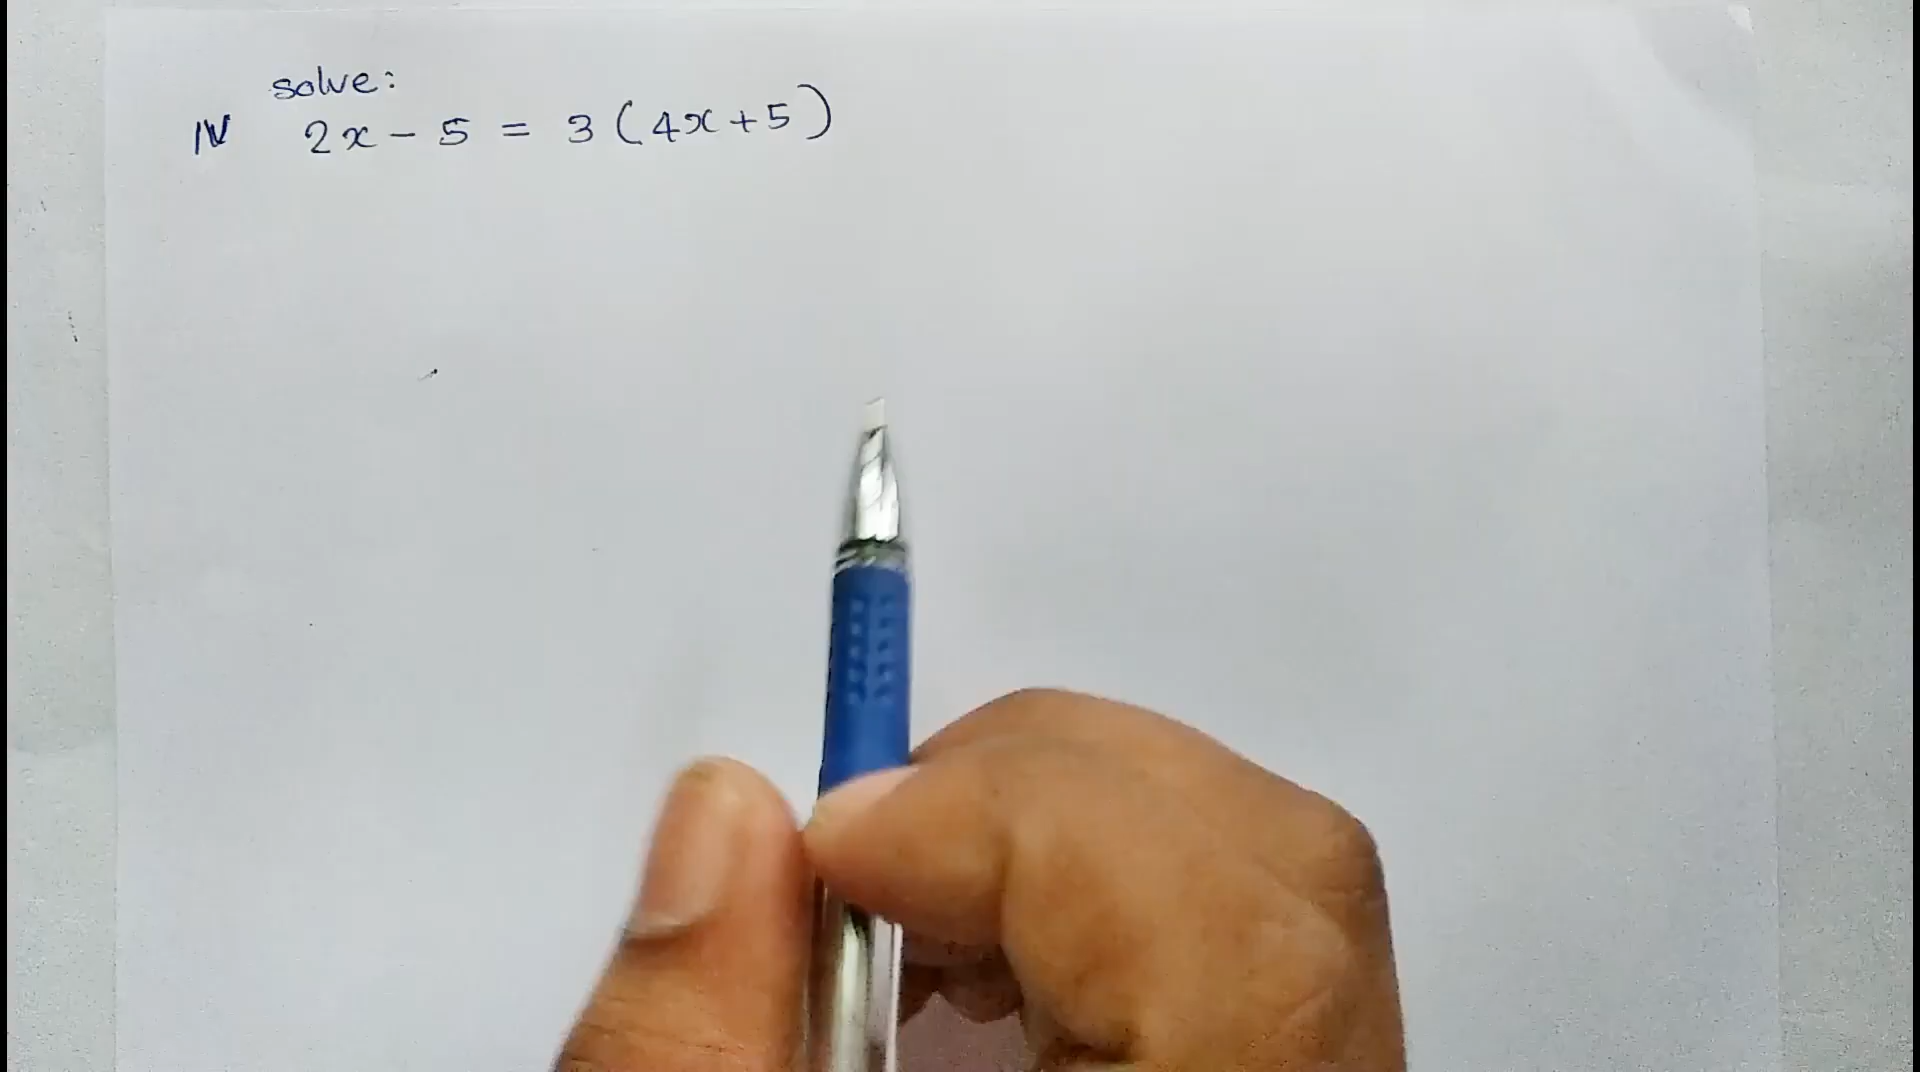 solve:
IV 2x - 5 = 3 (4x + 5)